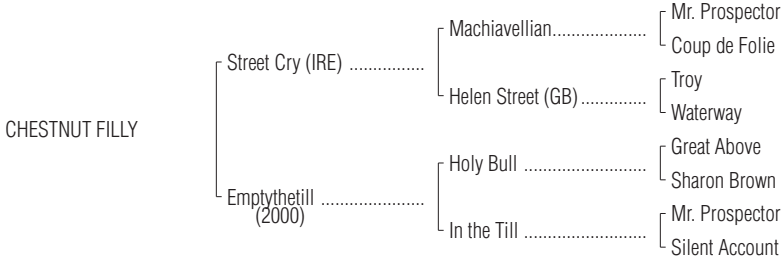 Mr. Prospector
Machiavellian....................
Coup de Folie
Street Cry (IRE) ................
Troy
Helen Street (GB)..............
Waterway
CHESTNUT FILLY
Great Above
Holy Bull ..........................
Sharon Brown
Emptythetill ......................
(2000)
Mr. Prospector
In the Till ..........................
Silent Account